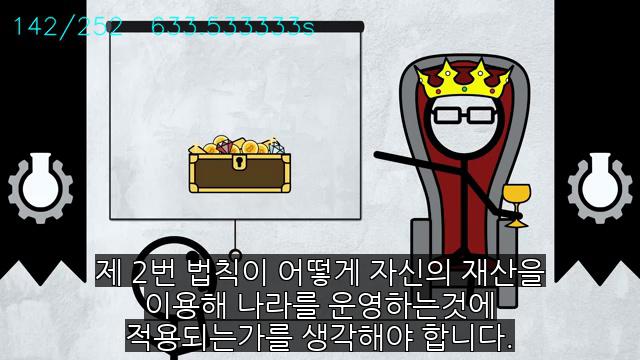 142/252 633.533333s
제 2번 법칙이 어떻게 자신의 재산을
이용해 나라를 운영하는것에
적용되는가를 생각해야 합니다.